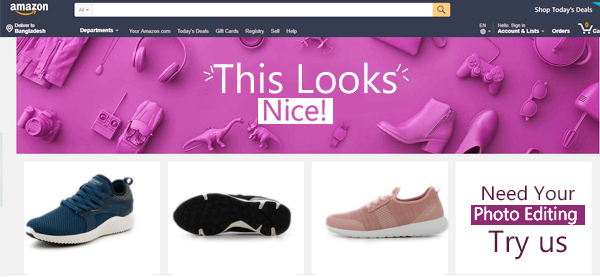 amazon
All
Shop Today's Deals
Deliver to
Bangladesh
Departments
Your Amazon.com Today's Deals Gift Cards Registry Sell Help
EN
Hello. Sign in
Account & Lists
Orders
0
Ca
This Looks
Nice!
Need Your
Photo Editing
Try us